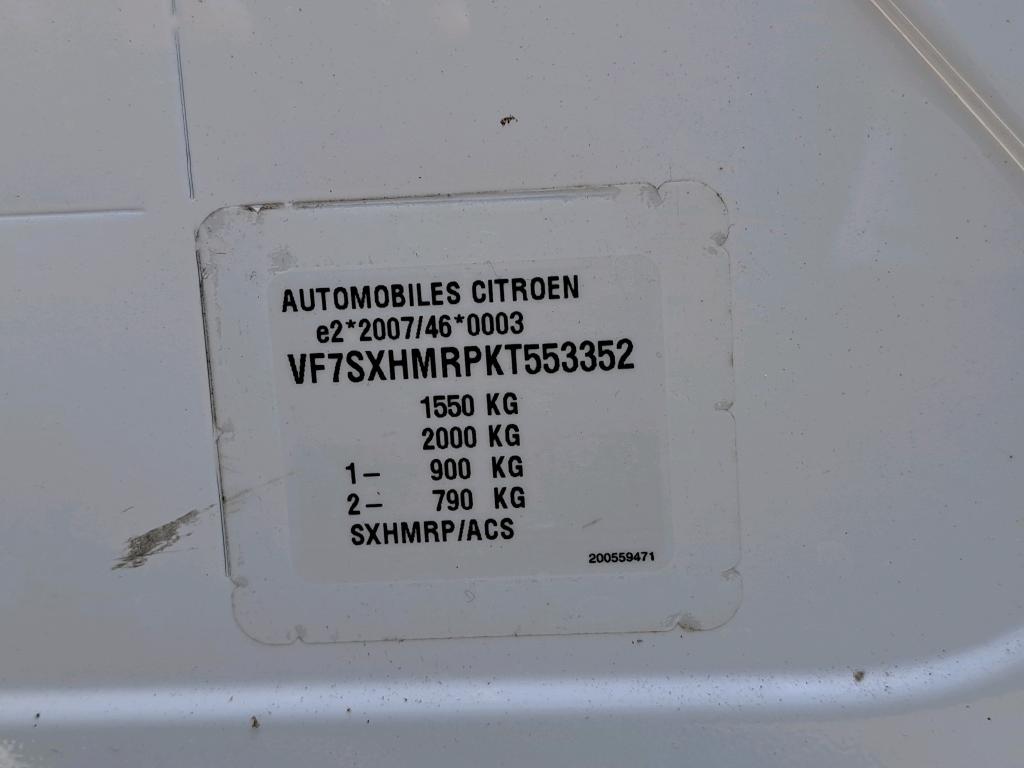 AUTOMOBILES CITROEN
e2*2007/46*0003
VF7SXHMRPKT553352
1550 KG
2000 KG
1– 900 KG
2– 790 KG
SXHMRP/ACS
200559471